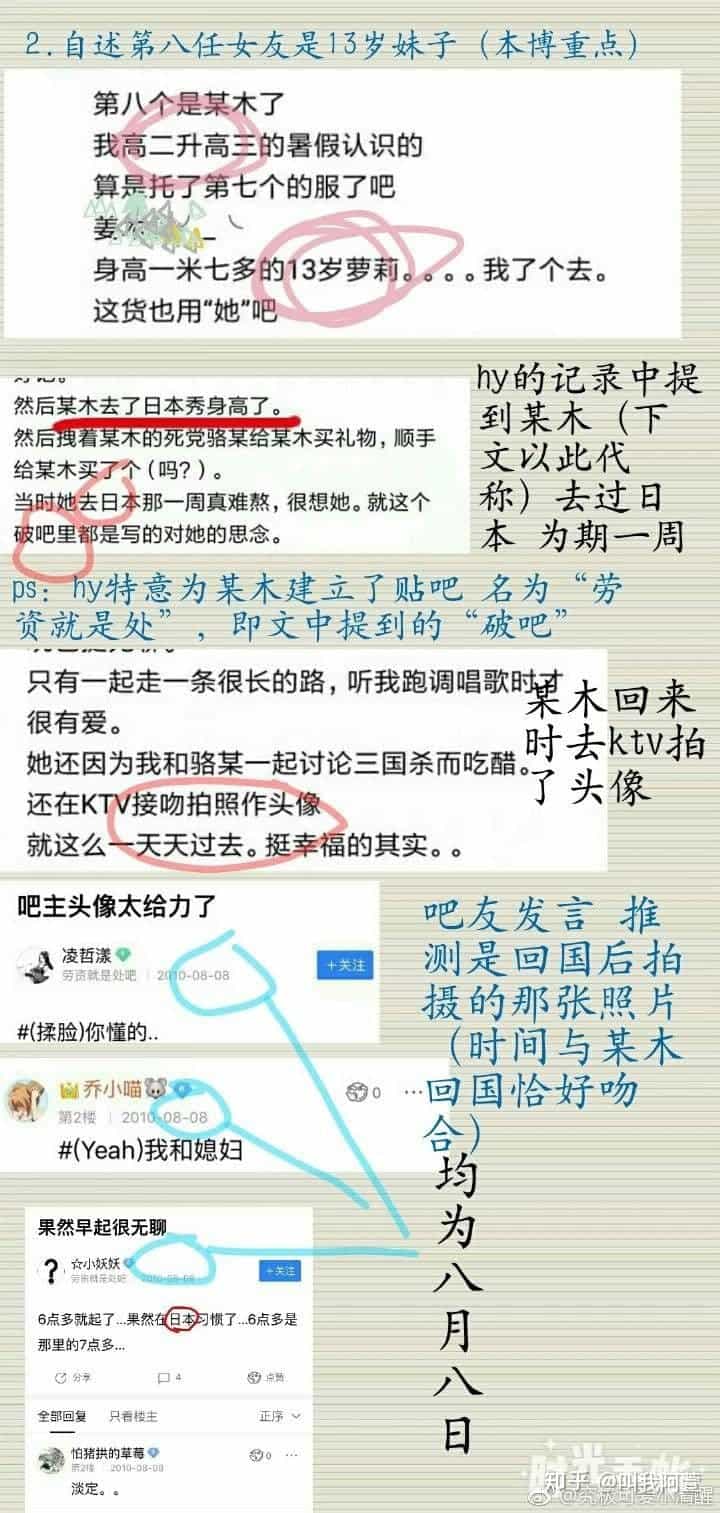 2.自述第八任女友是13岁妹子（本博重点）
第八个是某木了
我高二升高三的暑假认识的
算是托了第七个的服了吧
姜
身高一米七多的13岁萝莉。。。。我了个去。
这货也用“她”吧
然后某木去了日本秀身高了。
然后拽着某木的死党骆某给某木买礼物，顺手
给某木买了个（吗？）。
当时她去日本那一周真难熬，很想她。就这个
破吧里都是写的对她的思念。
hy的记录中提
到某木（下
文以此代
称）去过日
本 为期一周
ps：hy特意为某木建立了贴吧 名为“劳
资就是处”，即文中提到的“破吧”
只有一起走一条很长的路，听我跑调唱歌时才
很有爱。
她还因为我和骆某一起讨论三国杀而吃醋。
还在KTV接吻拍照作头像
就这么一天天过去。挺幸福的其实。。
某木回来
时去ktv拍
了头像
吧主头像太给力了
凌哲漾
劳资就是处吧 2010-08-08
+关注
#(揉脸)你懂的..
乔小喵
0 ···
第2楼 2010-08-08
#(Yeah)我和媳妇
吧友发言 推
测是回国后拍
摄的那张照片
（时间与某木
回国恰好吻
合）
均
为
八
月
八
日
果然早起很无聊
☆小妖妖
劳资就是处吧 2010-08-08
+关注
6点多就起了...果然在日本习惯了...6点多是
那里的7点多...
分享 4 点赞
全部回复 只看楼主 正序
怕猪拱的草莓
0 ···
第2楼 2010-08-08
淡定。。
时光手帐
知乎 @叫我狗萱
@究极可爱小清醒